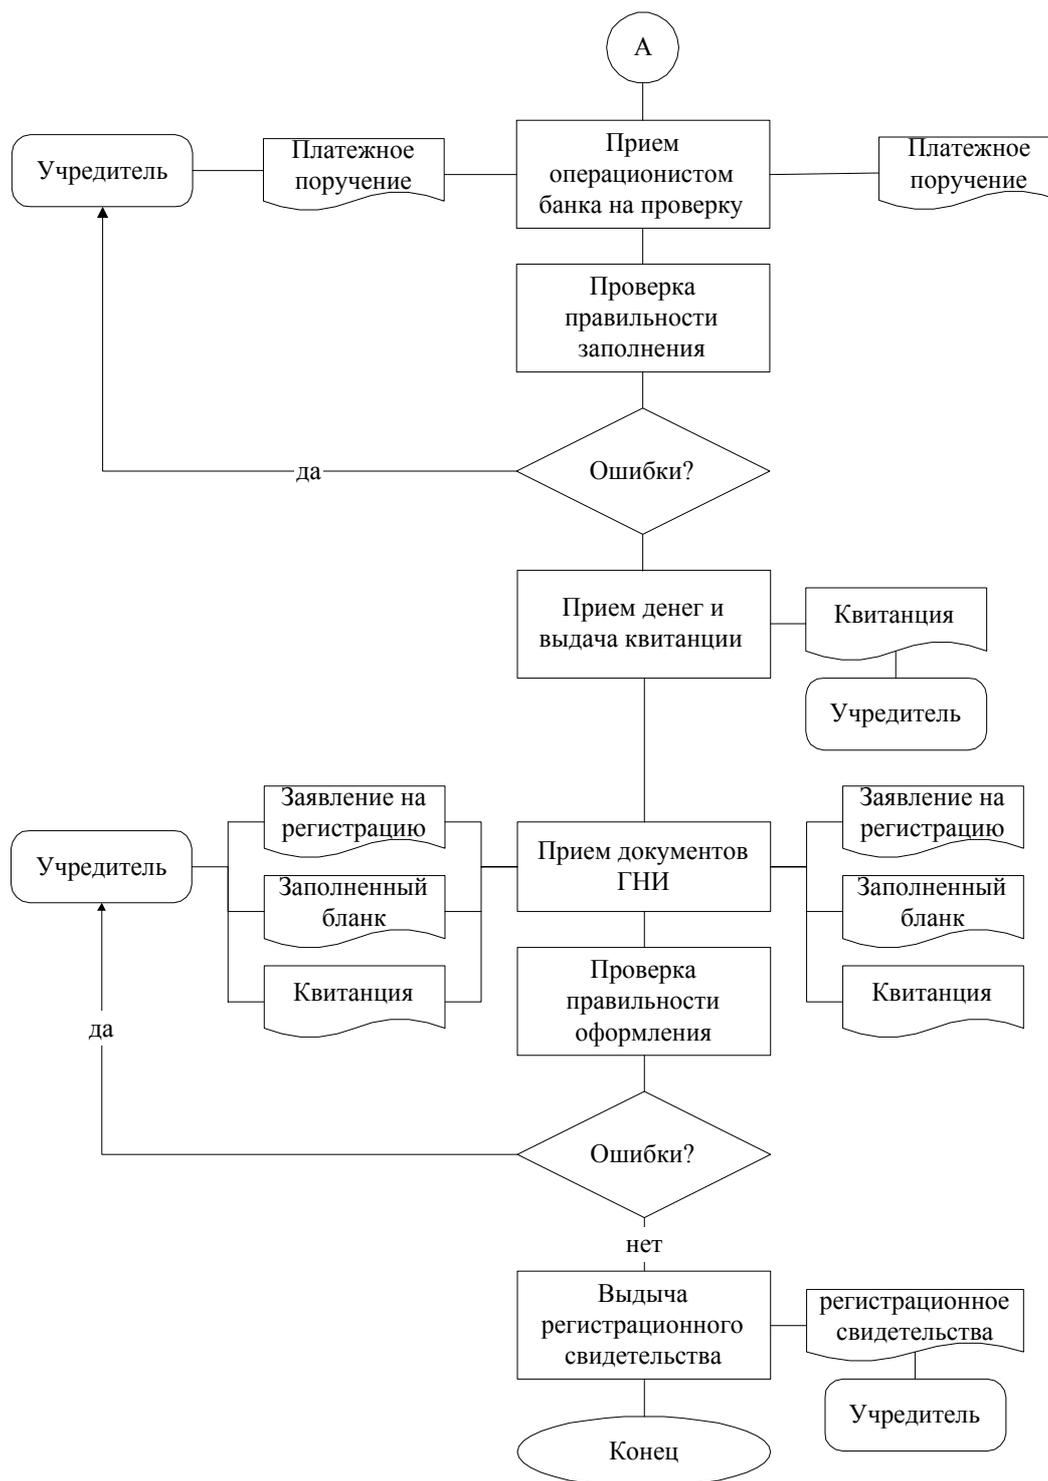 А
Учредитель
Платежное
поручение
Прием
операционистом
банка на проверку
Платежное
поручение
Проверка
правильности
заполнения
да
Ошибки?
Прием денег и
выдача квитанции
Квитанция
Учредитель
Учредитель
Заявление на
регистрацию
Заполненный
бланк
Квитанция
Прием документов
ГНИ
Заявление на
регистрацию
Заполненный
бланк
Квитанция
Проверка
правильности
оформления
да
Ошибки?
нет
Выдыча
регистрационного
свидетельства
регистрационное
свидетельства
Учредитель
Конец